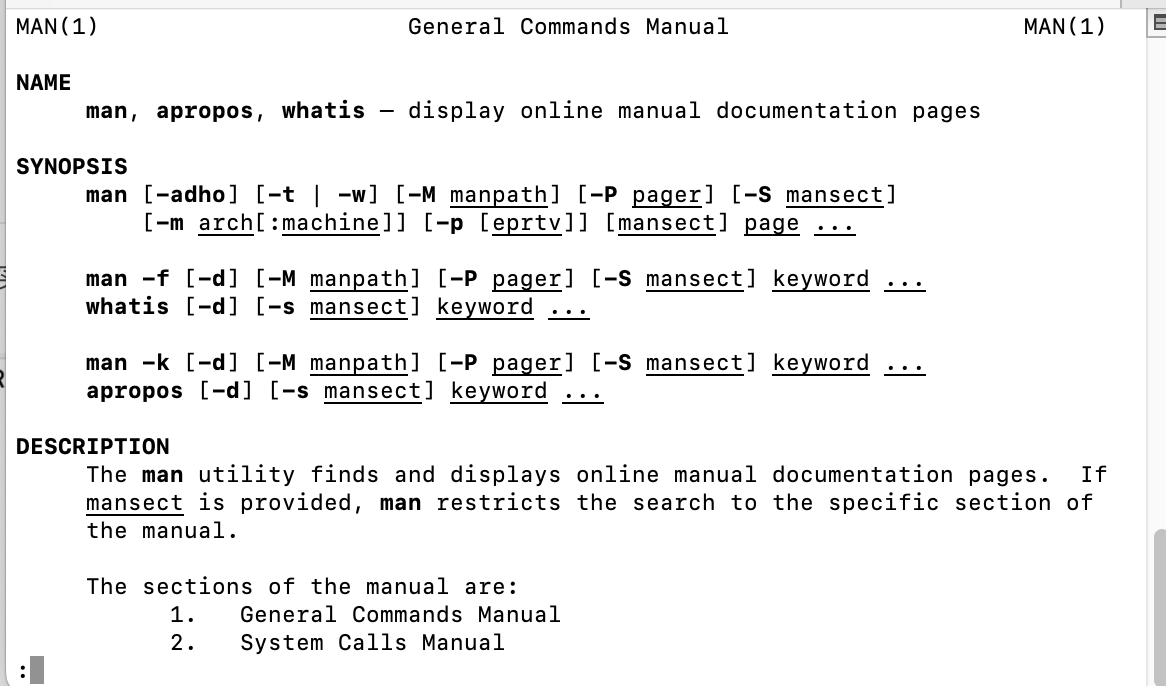 MAN(1) General Commands Manual MAN(1)
NAME
man, apropos, whatis – display online manual documentation pages
SYNOPSIS
man [-adho] [-t | -w] [-M manpath] [-P pager] [-S mansect]
[-m arch[:machine]] [-p [eprtv]] [mansect] page ...
man -f [-d] [-M manpath] [-P pager] [-S mansect] keyword ...
whatis [-d] [-s mansect] keyword ...
man -k [-d] [-M manpath] [-P pager] [-S mansect] keyword ...
apropos [-d] [-s mansect] keyword ...
DESCRIPTION
The man utility finds and displays online manual documentation pages.  If
mansect is provided, man restricts the search to the specific section of
the manual.
The sections of the manual are:
1.   General Commands Manual
2.   System Calls Manual
: